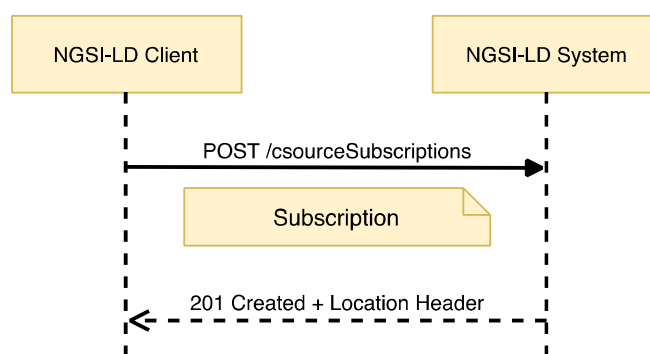 NGSI-LD Client
NGSI-LD System
POST /csourceSubscriptions
Subscription
201 Created + Location Header